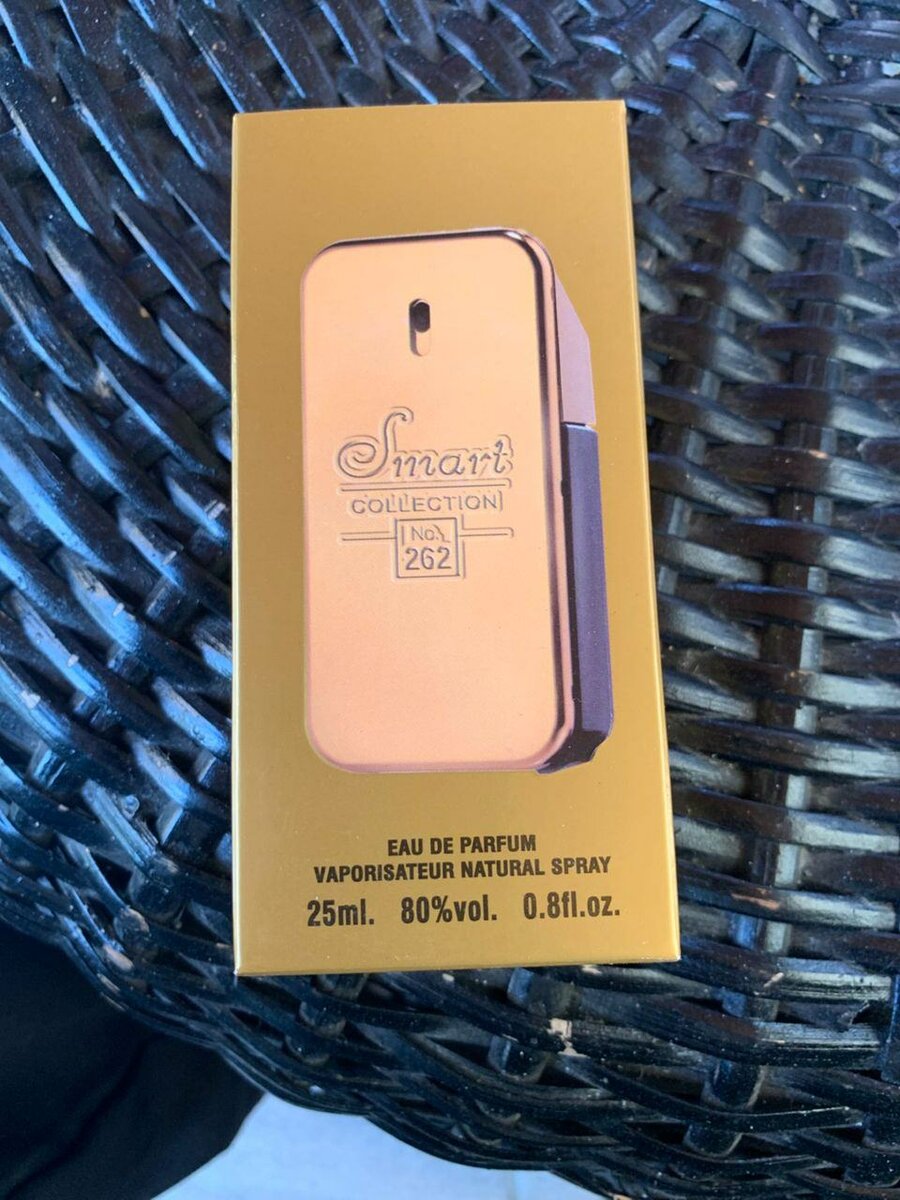 Smart
COLLECTION
No.
262
EAU DE PARFUM
VAPORISATEUR NATURAL SPRAY
25ml. 80%vol. 0.8fl.oz.